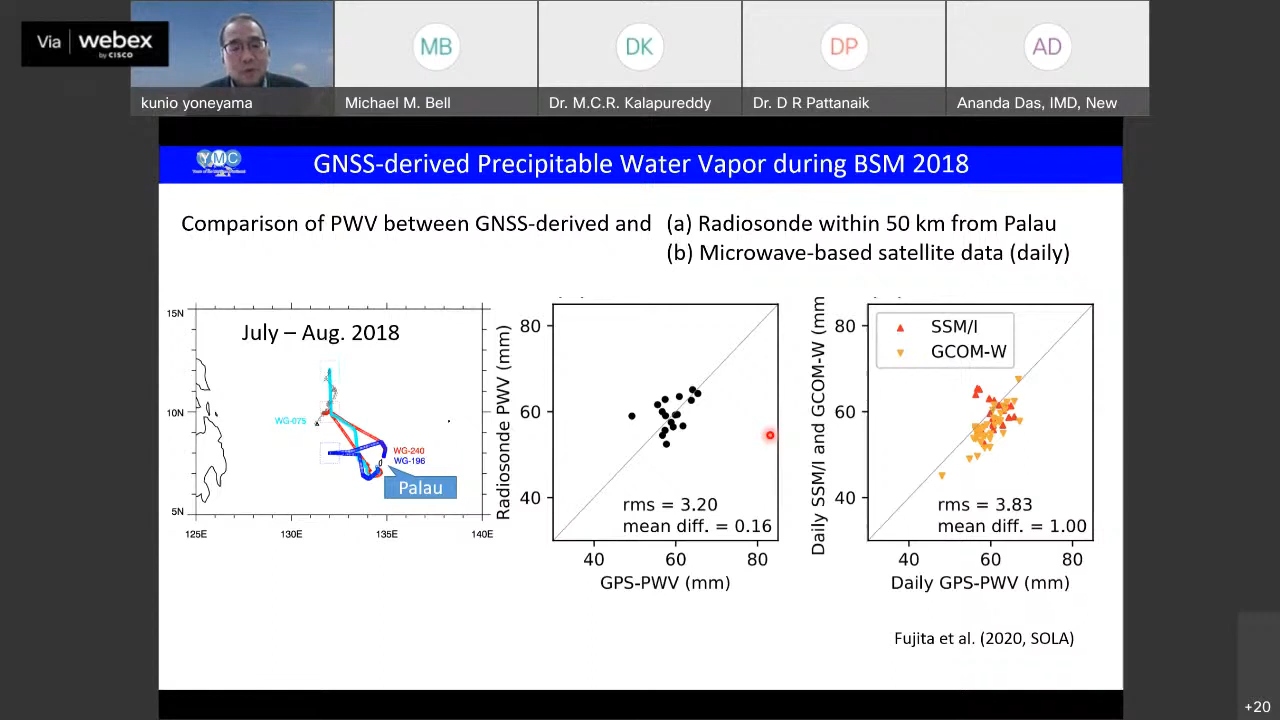 Via webex
by CISCO
MB
DK
DP
AD
kunio yoneyama
Michael M. Bell
Dr. M.C.R. Kalapureddy
Dr. D R Pattanaik
Ananda Das, IMD, New
YMC
GNSS-derived Precipitable Water Vapor during BSM 2018
Comparison of PWV between GNSS-derived and (a) Radiosonde within 50 km from Palau
(b) Microwave-based satellite data (daily)
July – Aug. 2018
15N
10N
5N
125E
130E
135E
140E
WG-075
WG-240
WG-196
Palau
Radiosonde PWV (mm)
80
60
40
rms = 3.20
mean diff. = 0.16
40
60
80
GPS-PWV (mm)
Daily SSM/I and GCOM-W (mm
80
60
40
SSM/I
GCOM-W
rms = 3.83
mean diff. = 1.00
40
60
80
Daily GPS-PWV (mm)
Fujita et al. (2020, SOLA)
+20